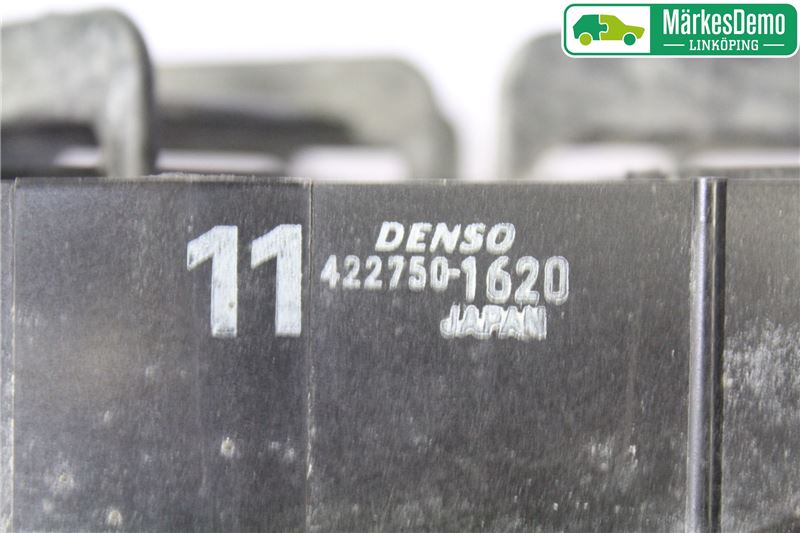 MärkesDemo
LINKÖPING
11
DENSO
422750-1620
JAPAN